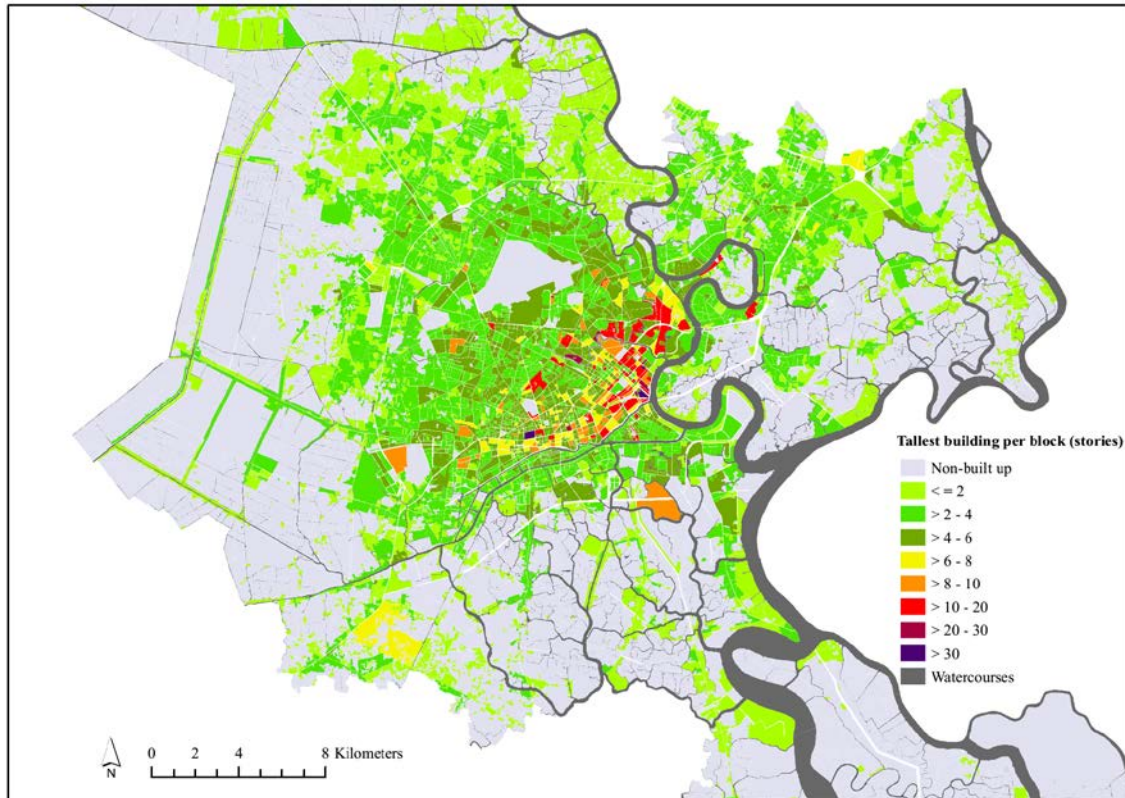 Tallest building per block (stories)
Non-built up
< = 2
> 2 - 4
> 4 - 6
> 6 - 8
> 8 - 10
> 10 - 20
> 20 - 30
> 30
Watercourses
N
0 2 4 8 Kilometers